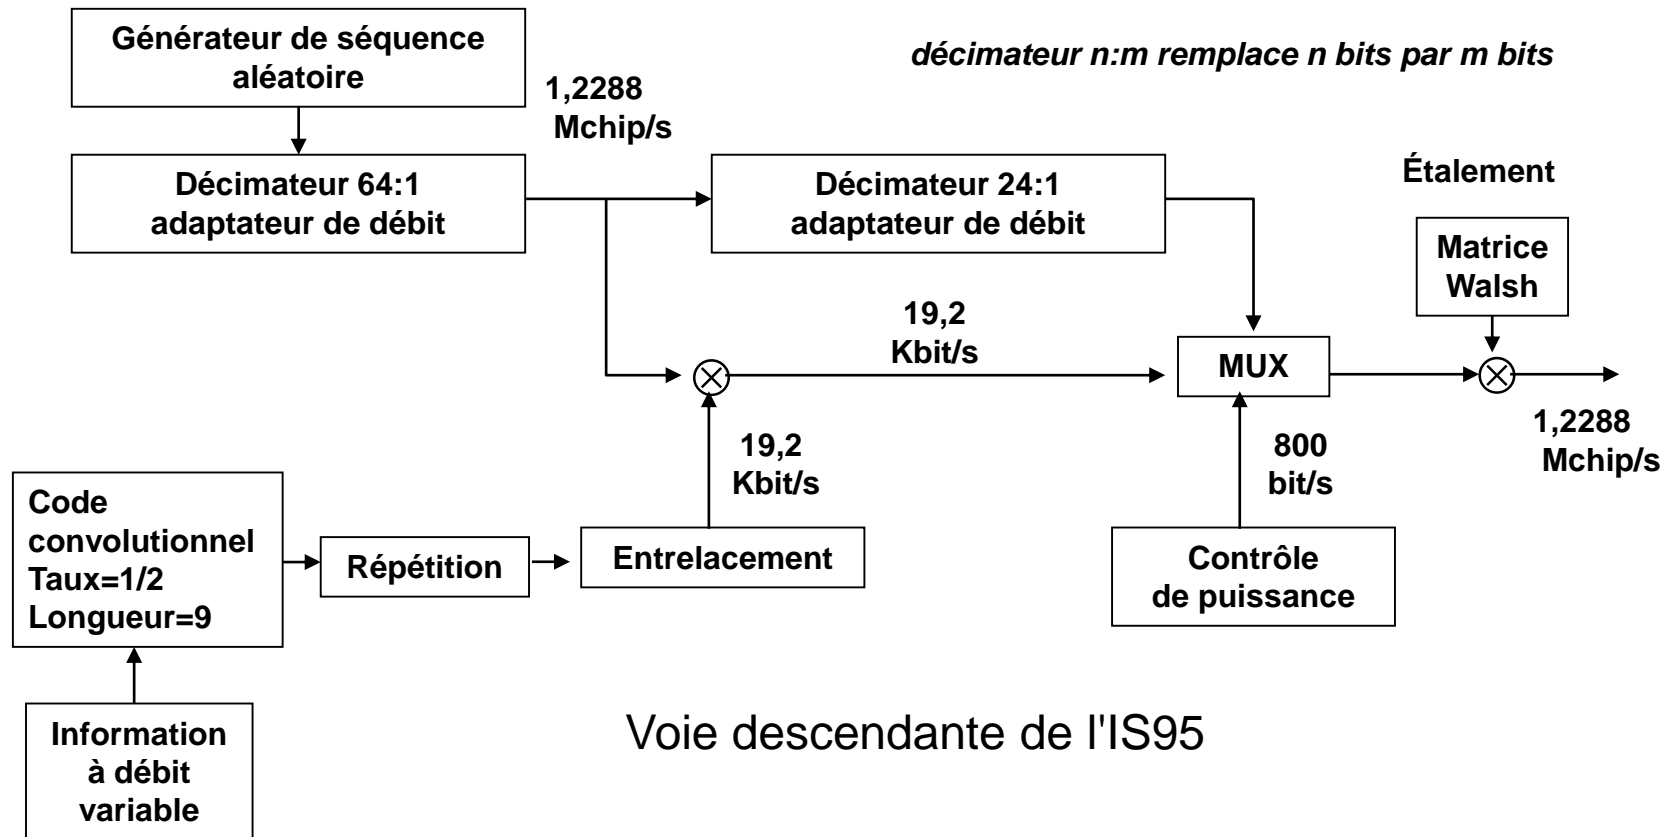 Générateur de séquence
aléatoire
décimateur n:m remplace n bits par m bits
1,2288
Mchip/s
Décimateur 64:1
adaptateur de débit
Décimateur 24:1
adaptateur de débit
Étalement
Matrice
Walsh
19,2
Kbit/s
MUX
1,2288
Mchip/s
19,2
Kbit/s
800
bit/s
Code
convolutionnel
Taux=1/2
Longueur=9
Répétition
Entrelacement
Contrôle
de puissance
Information
à débit
variable
Voie descendante de l'IS95